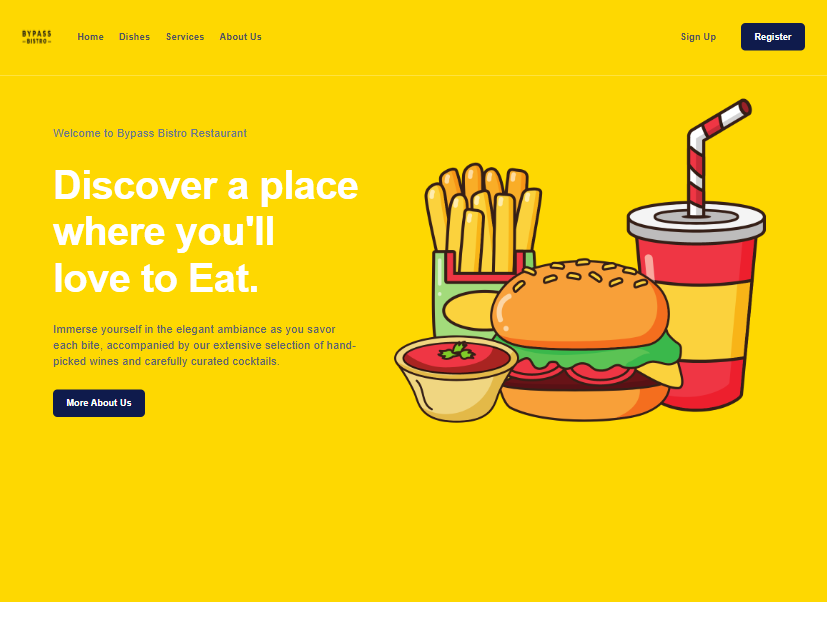 BYPASS
BISTRO
Home Dishes Services About Us
Sign Up Register
Welcome to Bypass Bistro Restaurant
Discover a place
where you'll
love to Eat.
Immerse yourself in the elegant ambiance as you savor
each bite, accompanied by our extensive selection of hand-
picked wines and carefully curated cocktails.
More About Us